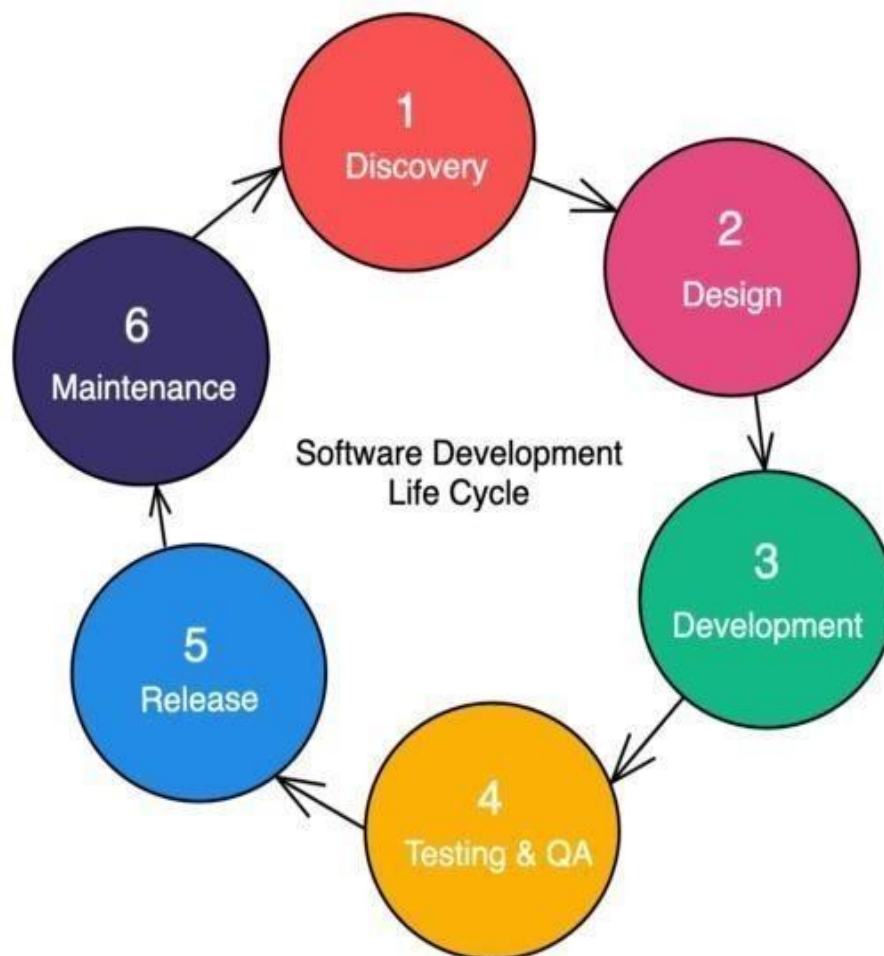 1
Discovery
2
Design
3
Development
4
Testing & QA
5
Release
6
Maintenance
Software Development
Life Cycle